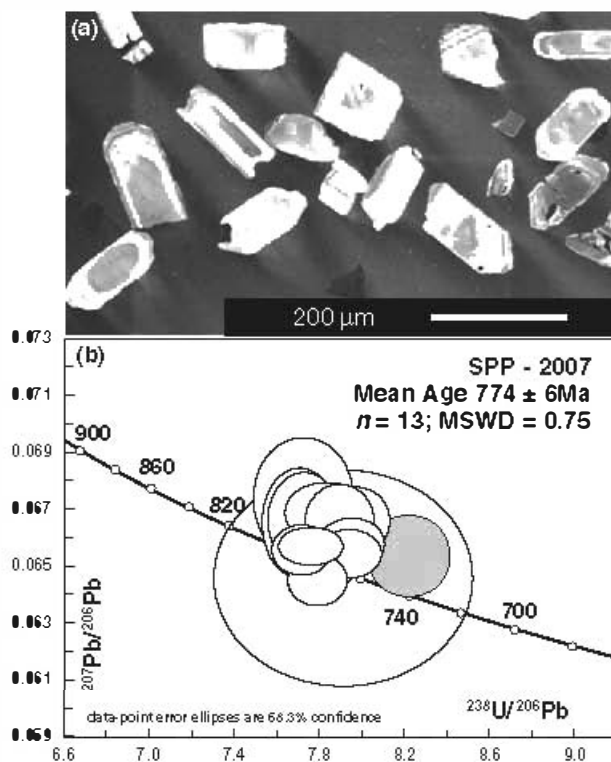 (a)
200 µm
0.073
0.071
0.069
0.067
0.065
0.063
0.061
0.059
(b)
SPP - 2007
Mean Age 774 ± 6Ma
n = 13; MSWD = 0.75
900
860
820
740
700
²⁰⁷Pb/²⁰⁶Pb
²³⁸U/²⁰⁶Pb
data-point error ellipses are 68.3% confidence
6.6 7.0 7.4 7.8 8.2 8.6 9.0